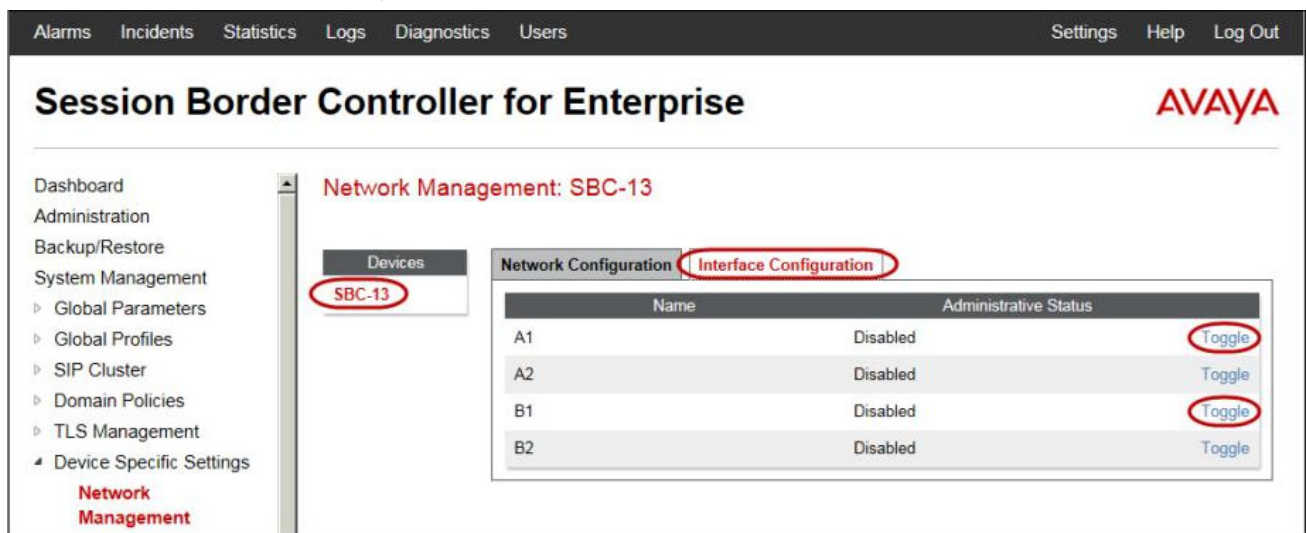 Alarms Incidents Statistics Logs Diagnostics Users Settings Help Log Out
Session Border Controller for Enterprise
AVAYA
Dashboard
Administration
Backup/Restore
System Management
Global Parameters
Global Profiles
SIP Cluster
Domain Policies
TLS Management
Device Specific Settings
Network
Management
Network Management: SBC-13
Devices
SBC-13
Network Configuration Interface Configuration
Name Administrative Status
A1 Disabled Toggle
A2 Disabled Toggle
B1 Disabled Toggle
B2 Disabled Toggle